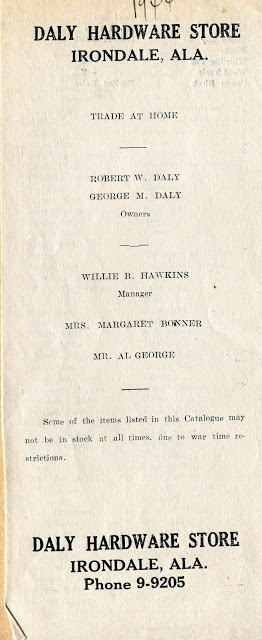 DALY HARDWARE STORE
IRONDALE, ALA.
TRADE AT HOME
ROBERT W. DALY
GEORGE M. DALY
Owners
WILLIE B. HAWKINS
Manager
MRS. MARGARET BONNER
MR. AL GEORGE
Some of the items listed in this Catalogue may
not be in stock at all times, due to war time re-
strictions.
DALY HARDWARE STORE
IRONDALE, ALA.
Phone 9-9205